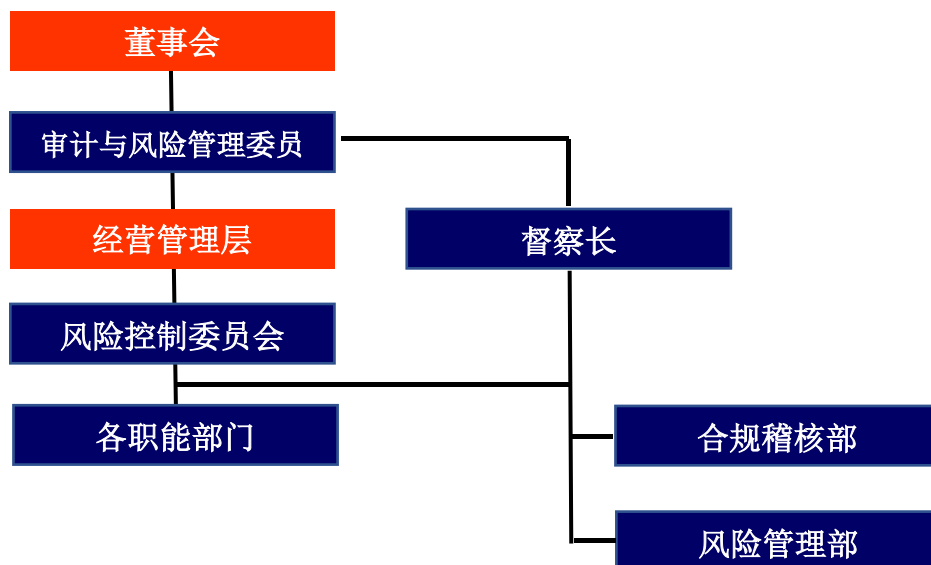 董事会
审计与风险管理委员
经营管理层
督察长
风险控制委员会
各职能部门
合规稽核部
风险管理部